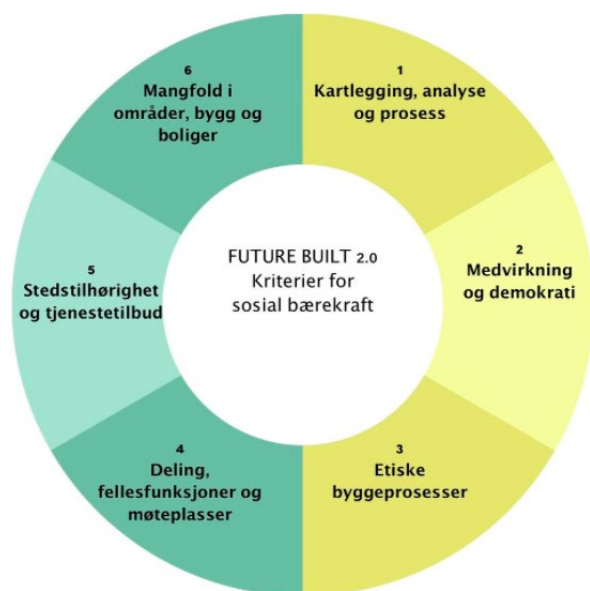 FUTURE BUILT 2.0
Kriterier for
sosial bærekraft
1
Kartlegging, analyse
og prosess
2
Medvirkning
og demokrati
3
Etiske
byggeprosesser
4
Deling,
fellesfunksjoner og
møteplasser
5
Stedstilhørighet
og tjenestetilbud
6
Mangfold i
områder, bygg og
boliger